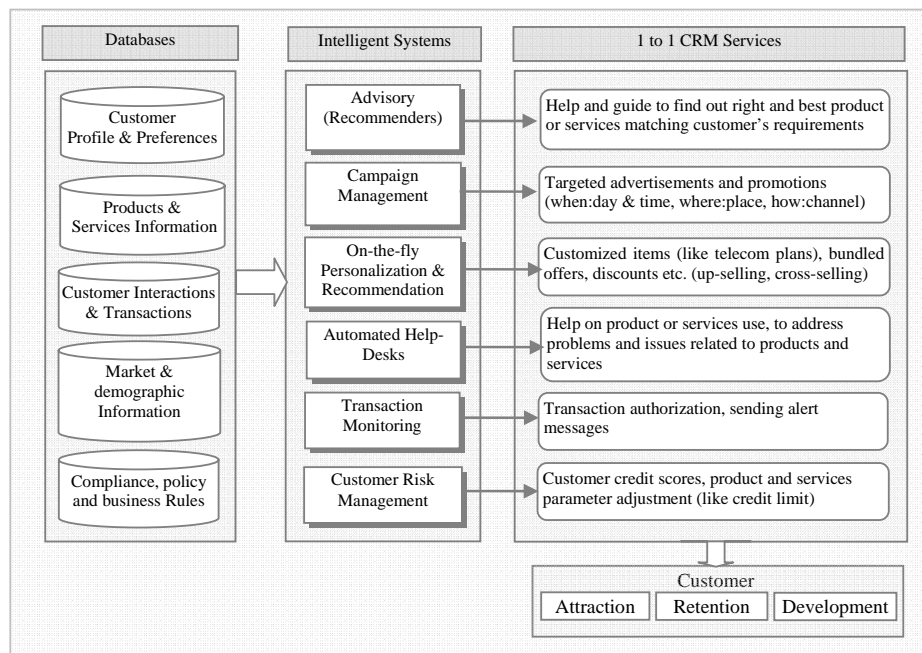 Databases
Customer
Profile & Preferences
Products &
Services Information
Customer Interactions
& Transactions
Market &
demographic
Information
Compliance, policy
and business Rules
Intelligent Systems
Advisory
(Recommenders)
Campaign
Management
On-the-fly
Personalization &
Recommendation
Automated Help-
Desks
Transaction
Monitoring
Customer Risk
Management
1 to 1 CRM Services
Help and guide to find out right and best product
or services matching customer's requirements
Targeted advertisements and promotions
(when:day & time, where:place, how:channel)
Customized items (like telecom plans), bundled
offers, discounts etc. (up-selling, cross-selling)
Help on product or services use, to address
problems and issues related to products and
services
Transaction authorization, sending alert
messages
Customer credit scores, product and services
parameter adjustment (like credit limit)
Customer
Attraction
Retention
Development